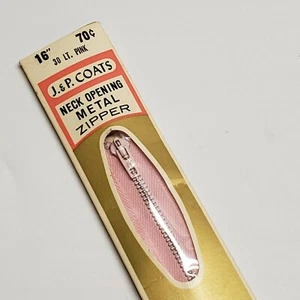 16" 70¢
30 LT. PINK
J.&P. COATS
NECK OPENING
METAL
ZIPPER